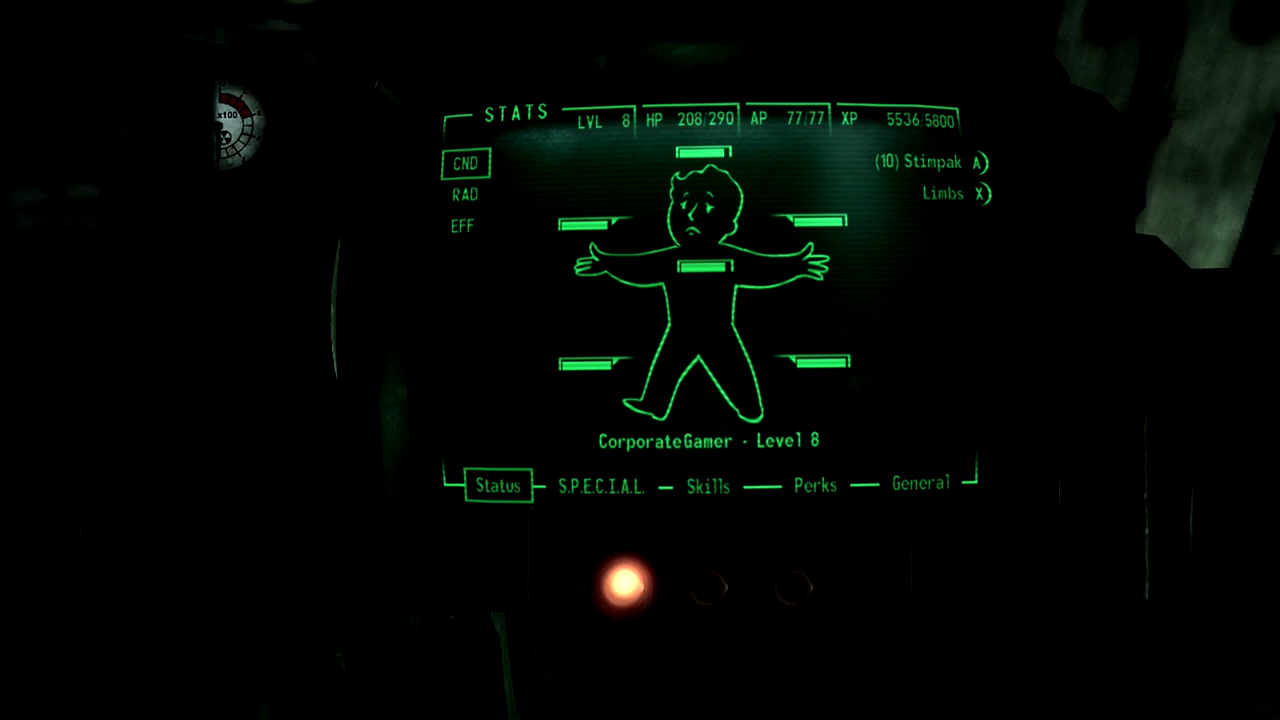 STATS LVL 8 HP 208/290 AP 77/77 XP 5536/5800
x100
CND
RAD
EFF
(10) Stimpak A)
Limbs X)
CorporateGamer - Level 8
Status S.P.E.C.I.A.L. Skills Perks General